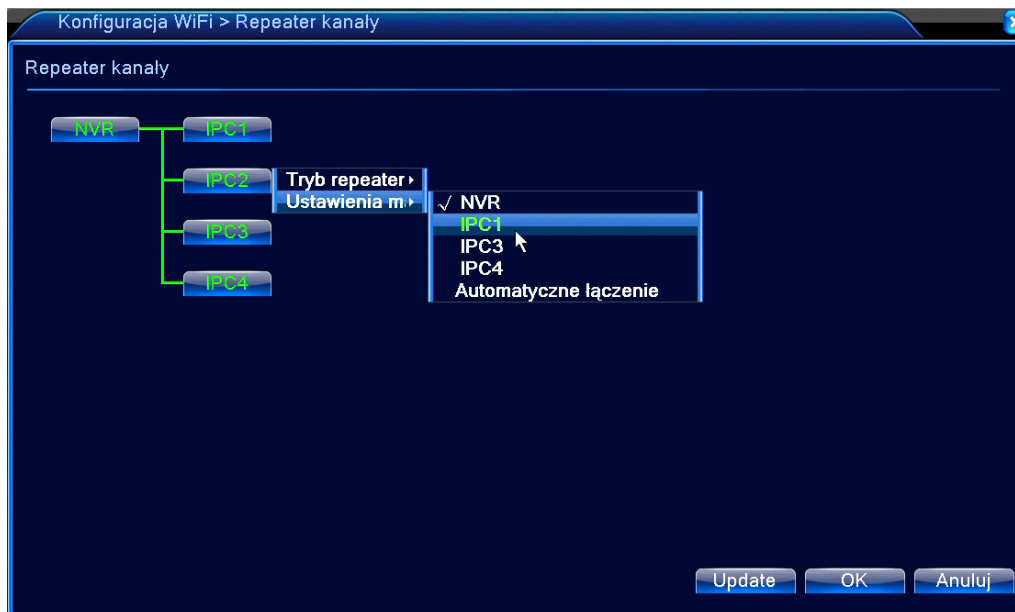 Konfiguracja WiFi > Repeater kanały
Repeater kanały
NVR
IPC1
IPC2
Tryb repeater
Ustawienia m
NVR
IPC1
IPC3
IPC3
IPC4
IPC4
Automatyczne łączenie
Update
OK
Anuluj